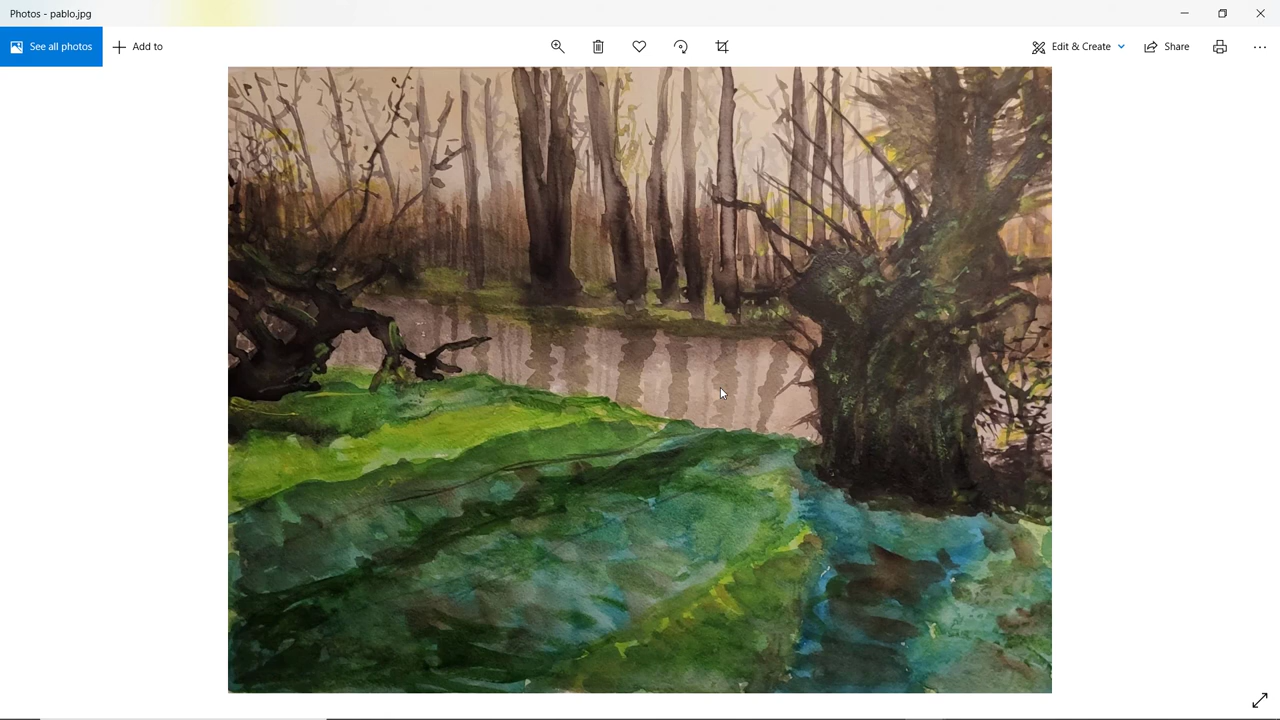 Photos - pablo.jpg
See all photos
Add to
Edit & Create
Share